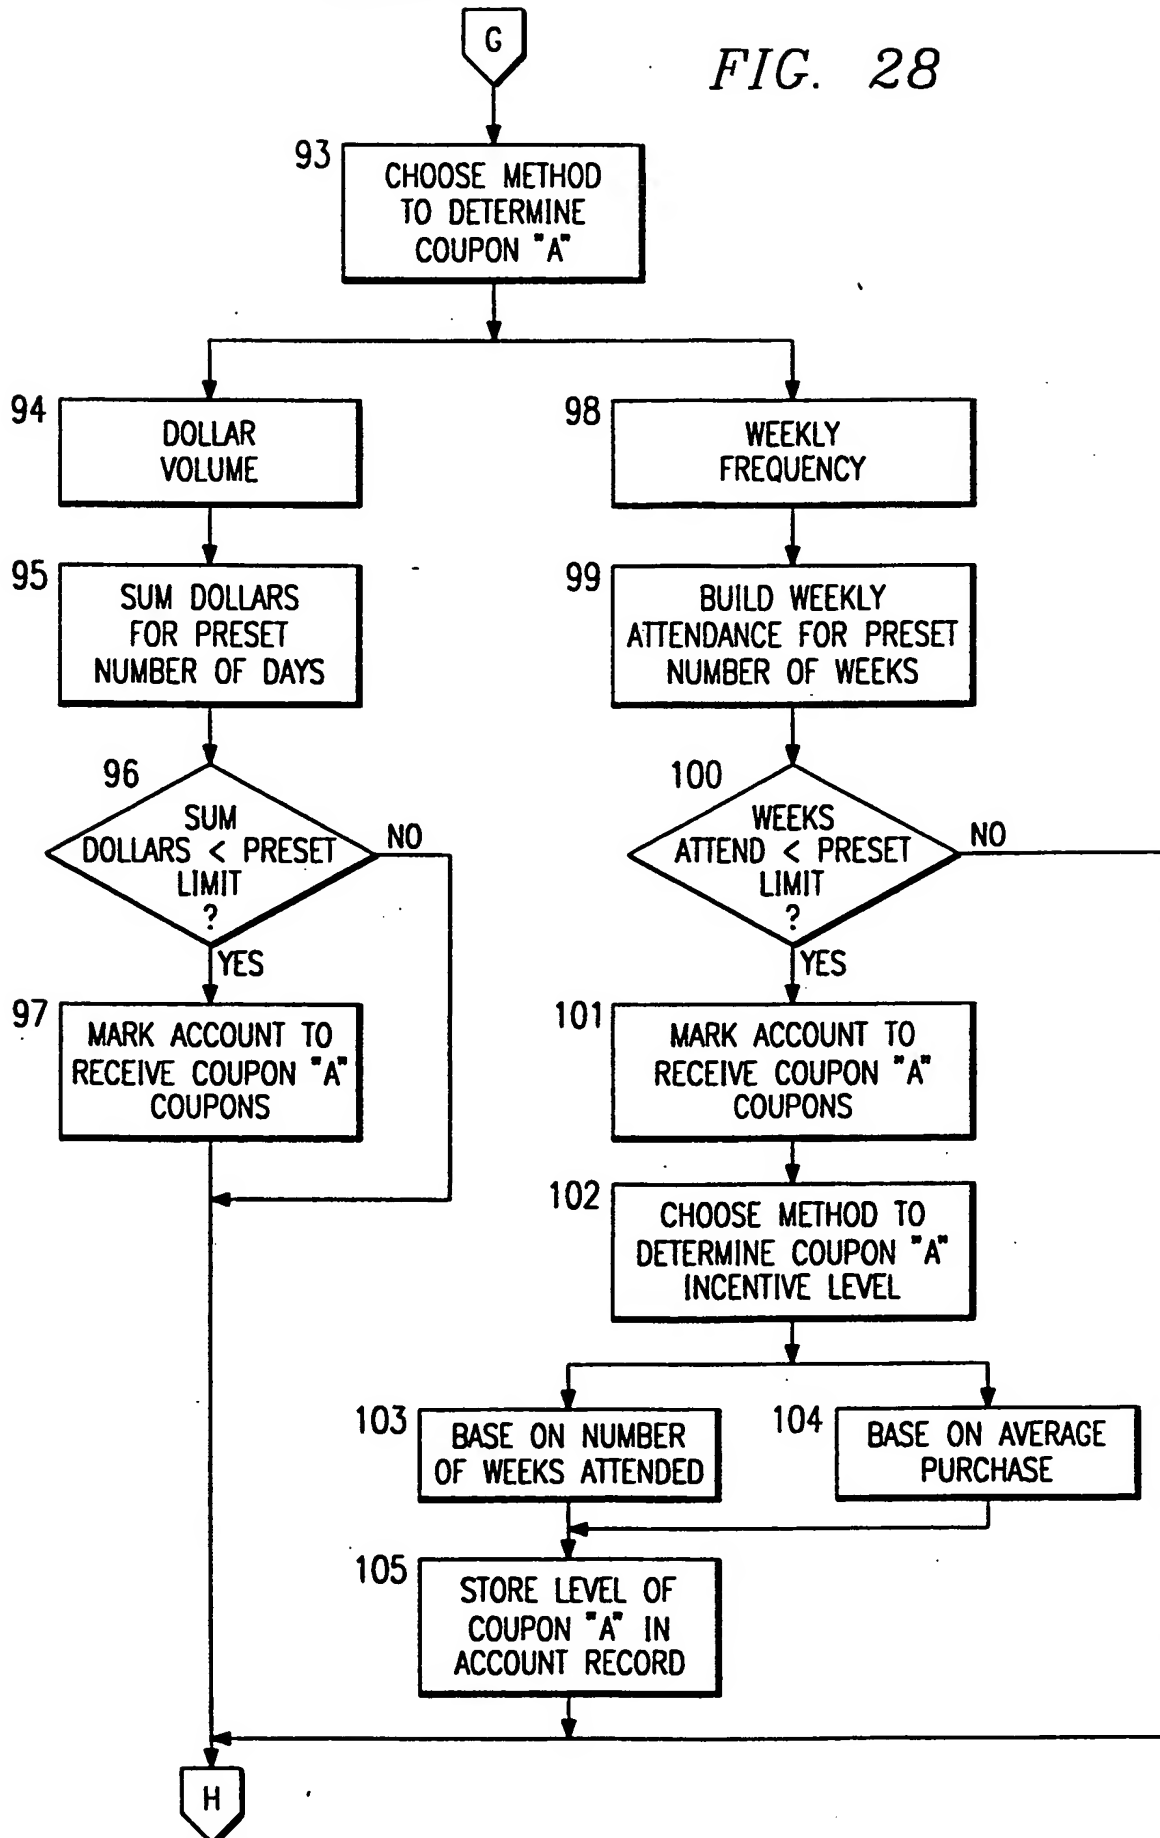 G
FIG. 28
93
CHOOSE METHOD
TO DETERMINE
COUPON "A"
94
DOLLAR
VOLUME
98
WEEKLY
FREQUENCY
95
SUM DOLLARS
FOR PRESET
NUMBER OF DAYS
99
BUILD WEEKLY
ATTENDANCE FOR PRESET
NUMBER OF WEEKS
96
SUM
DOLLARS < PRESET
LIMIT
?
NO
YES
100
WEEKS
ATTEND < PRESET
LIMIT
?
NO
YES
97
MARK ACCOUNT TO
RECEIVE COUPON "A"
COUPONS
101
MARK ACCOUNT TO
RECEIVE COUPON "A"
COUPONS
102
CHOOSE METHOD TO
DETERMINE COUPON "A"
INCENTIVE LEVEL
103
BASE ON NUMBER
OF WEEKS ATTENDED
104
BASE ON AVERAGE
PURCHASE
105
STORE LEVEL OF
COUPON "A" IN
ACCOUNT RECORD
H